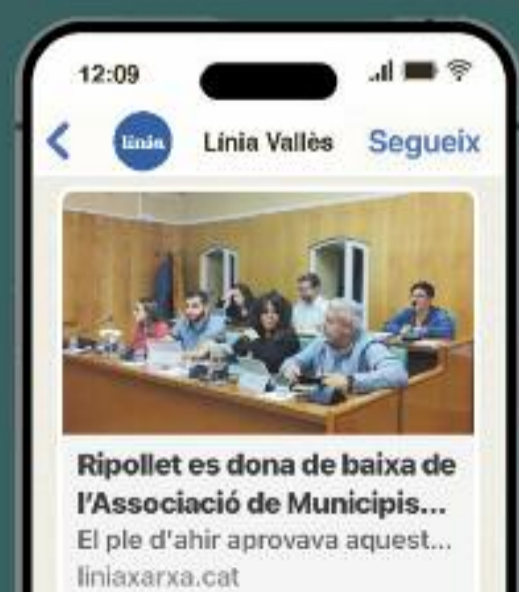 12:09
línia
Línia Vallès
Segueix
Ripollet es dona de baixa de
l'Associació de Municipis...
El ple d'ahir aprovava aquest...
liniaxarxa.cat